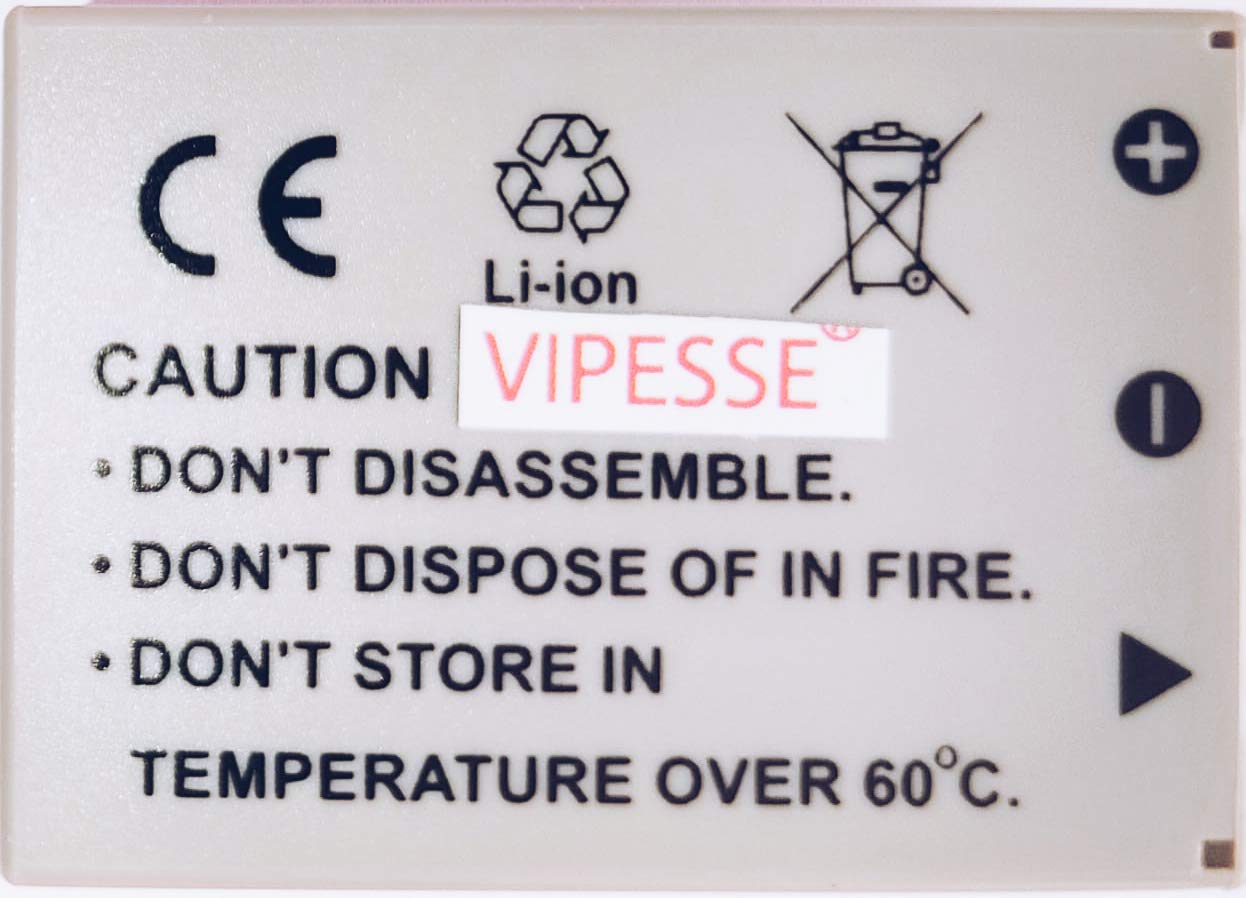 CE
Li-ion
CAUTION VIPESSE®
• DON'T DISASSEMBLE.
• DON'T DISPOSE OF IN FIRE.
• DON'T STORE IN
TEMPERATURE OVER 60°C.